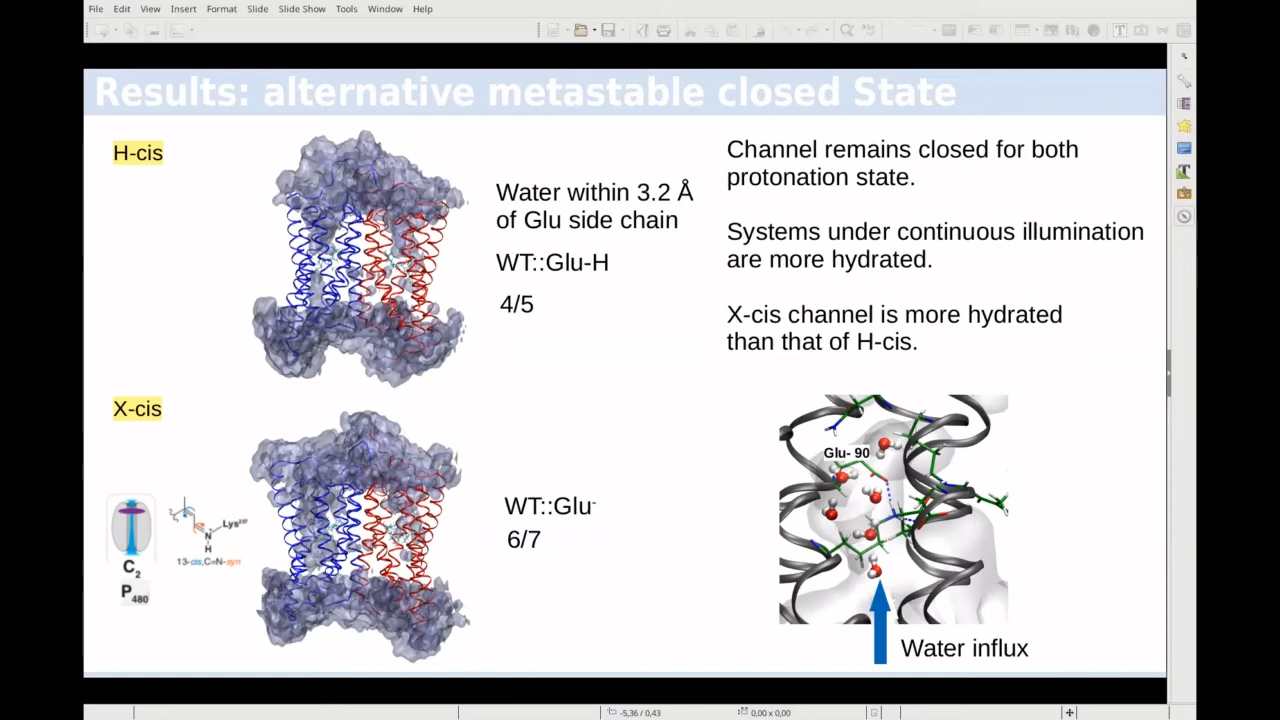 File Edit View Insert Format Slide Slide Show Tools Window Help
Results: alternative metastable closed State
H-cis
Water within 3.2 Å
of Glu side chain
WT::Glu-H
4/5
Channel remains closed for both
protonation state.
Systems under continuous illumination
are more hydrated.
X-cis channel is more hydrated
than that of H-cis.
X-cis
C₂
P₄₈₀
Lys²⁵⁷
N
H
13-cis,C=N-syn
WT::Glu⁻
6/7
Glu- 90
Water influx
-5,36 / 0,43
0,00 x 0,00